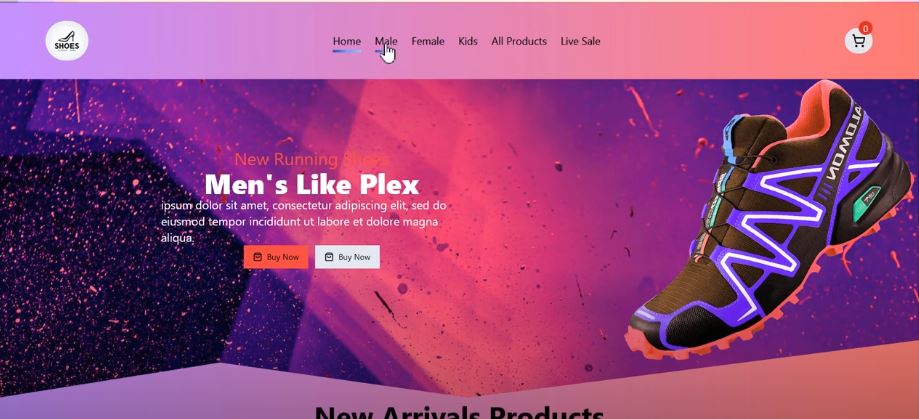 SHOES
Home Male Female Kids All Products Live Sale
0
New Running Shoes
Men's Like Plex
ipsum dolor sit amet, consectetur adipiscing elit, sed do
eiusmod tempor incididunt ut labore et dolore magna
aliqua.
Buy Now Buy Now
SALOMON
New Arrivals Products